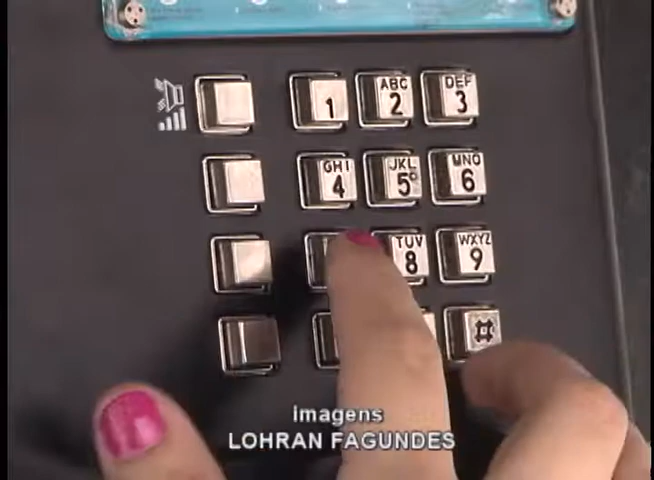 1
ABC
2
DEF
3
GHI
4
JKL
5
MNO
6
TUV
8
WXYZ
9
#
imagens
LOHRAN FAGUNDES